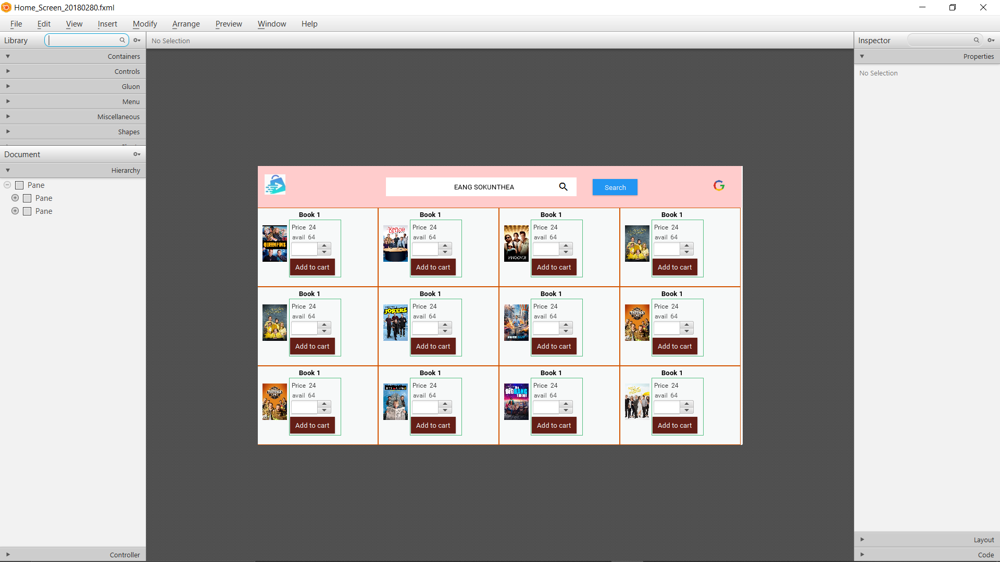 Home_Screen_20180280.fxml
File Edit View Insert Modify Arrange Preview Window Help
Library No Selection Inspector
Containers Properties
Controls No Selection
Gluon
Menu
Miscellaneous
Shapes
Document
Hierarchy
Pane
Pane
Pane
EANG SOKUNTHEA Search
Book 1 Book 1 Book 1 Book 1
Price 24 Price 24 Price 24 Price 24
avail 64 avail 64 avail 64 avail 64
QUEENPINS the office HANGOVER
Add to cart Add to cart Add to cart Add to cart
Book 1 Book 1 Book 1 Book 1
Price 24 Price 24 Price 24 Price 24
avail 64 avail 64 avail 64 avail 64
JOKERS FREE GUY TACOMA
Add to cart Add to cart Add to cart Add to cart
Book 1 Book 1 Book 1 Book 1
Price 24 Price 24 Price 24 Price 24
avail 64 avail 64 avail 64 avail 64
TACOMA the BIG BANG
Add to cart Add to cart Add to cart Add to cart
Layout
Controller Code